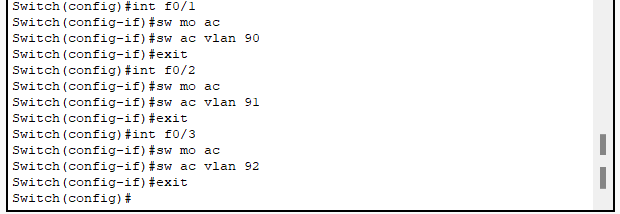 Switch(config)#int f0/1
Switch(config-if)#sw mo ac
Switch(config-if)#sw ac vlan 90
Switch(config-if)#exit
Switch(config)#int f0/2
Switch(config-if)#sw mo ac
Switch(config-if)#sw ac vlan 91
Switch(config-if)#exit
Switch(config)#int f0/3
Switch(config-if)#sw mo ac
Switch(config-if)#sw ac vlan 92
Switch(config-if)#exit
Switch(config)#